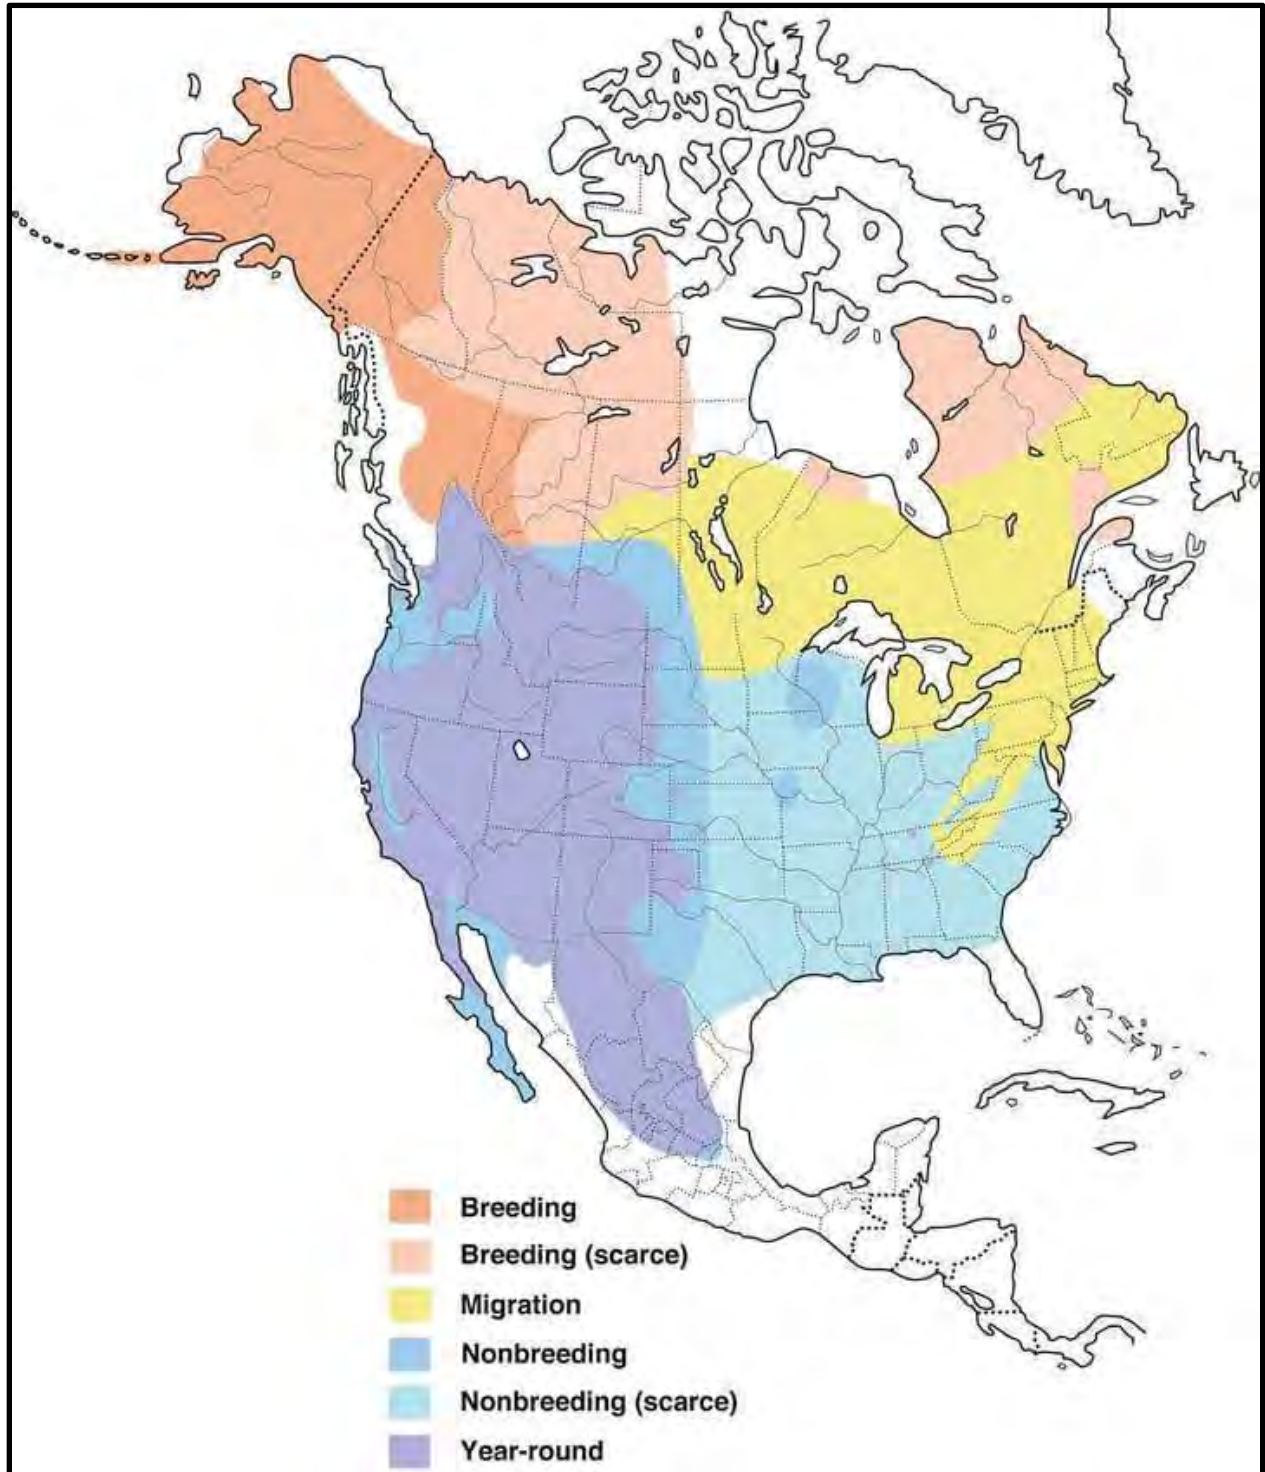 Breeding
Breeding (scarce)
Migration
Nonbreeding
Nonbreeding (scarce)
Year-round